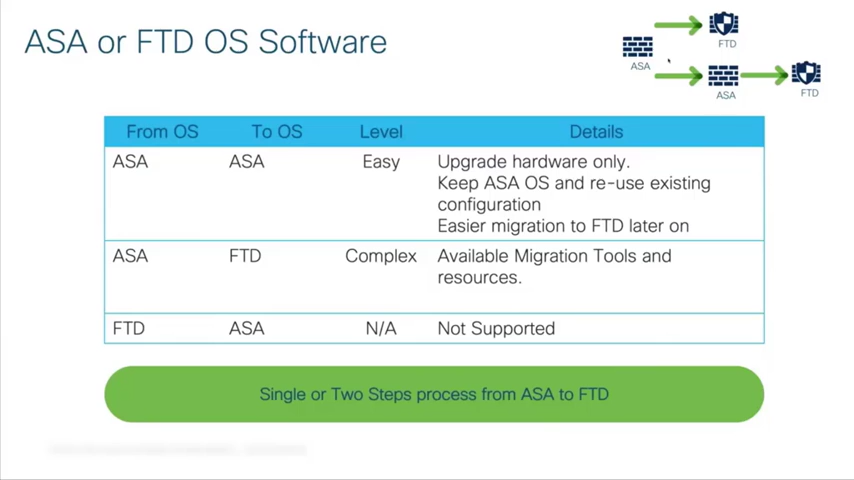 ASA or FTD OS Software
FTD
ASA
ASA
FTD
From OS To OS Level Details
ASA ASA Easy Upgrade hardware only.
Keep ASA OS and re-use existing
configuration
Easier migration to FTD later on
ASA FTD Complex Available Migration Tools and
resources.
FTD ASA N/A Not Supported
Single or Two Steps process from ASA to FTD